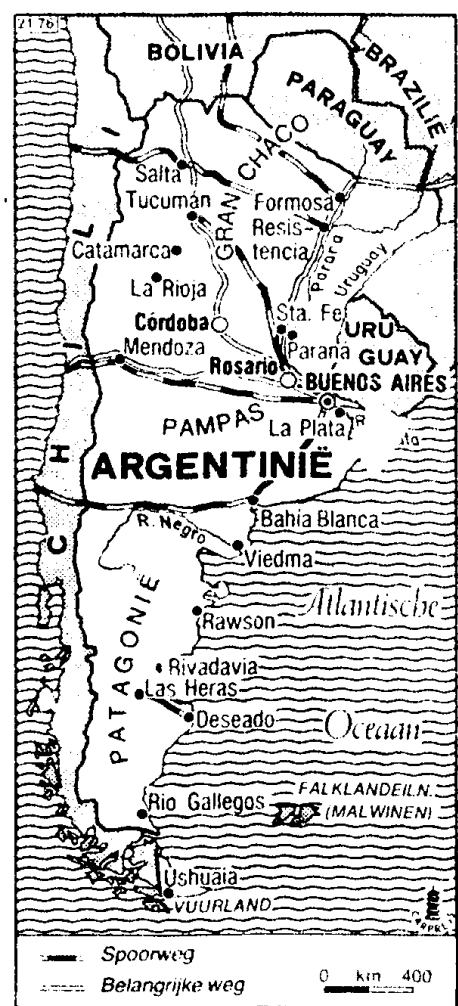 21 76
BOLIVIA
BRAZILIË
PARAGUAY
GRAN CHACO
CHILI
Salta
Tucumán
Formosa
Resis-
tencia
Catamarca
Parana
Uruguay
La Rioja
Sta. Fe
Córdoba
URU
GUAY
Mendoza
Paraná
Rosario
BUENOS AIRES
PAMPAS
La Plata
R
ARGENTINIË
Bahia Blanca
R. Negro
Viedma
PATAGONIË
Atlantische
Rawson
Rivadavia
Las Heras
Deseado
Oceaan
FALKLANDEILN.
(MALWINEN)
Rio Gallegos
Ushuaia
VUURLAND
Spoorweg
Belangrijke weg
0 km 400